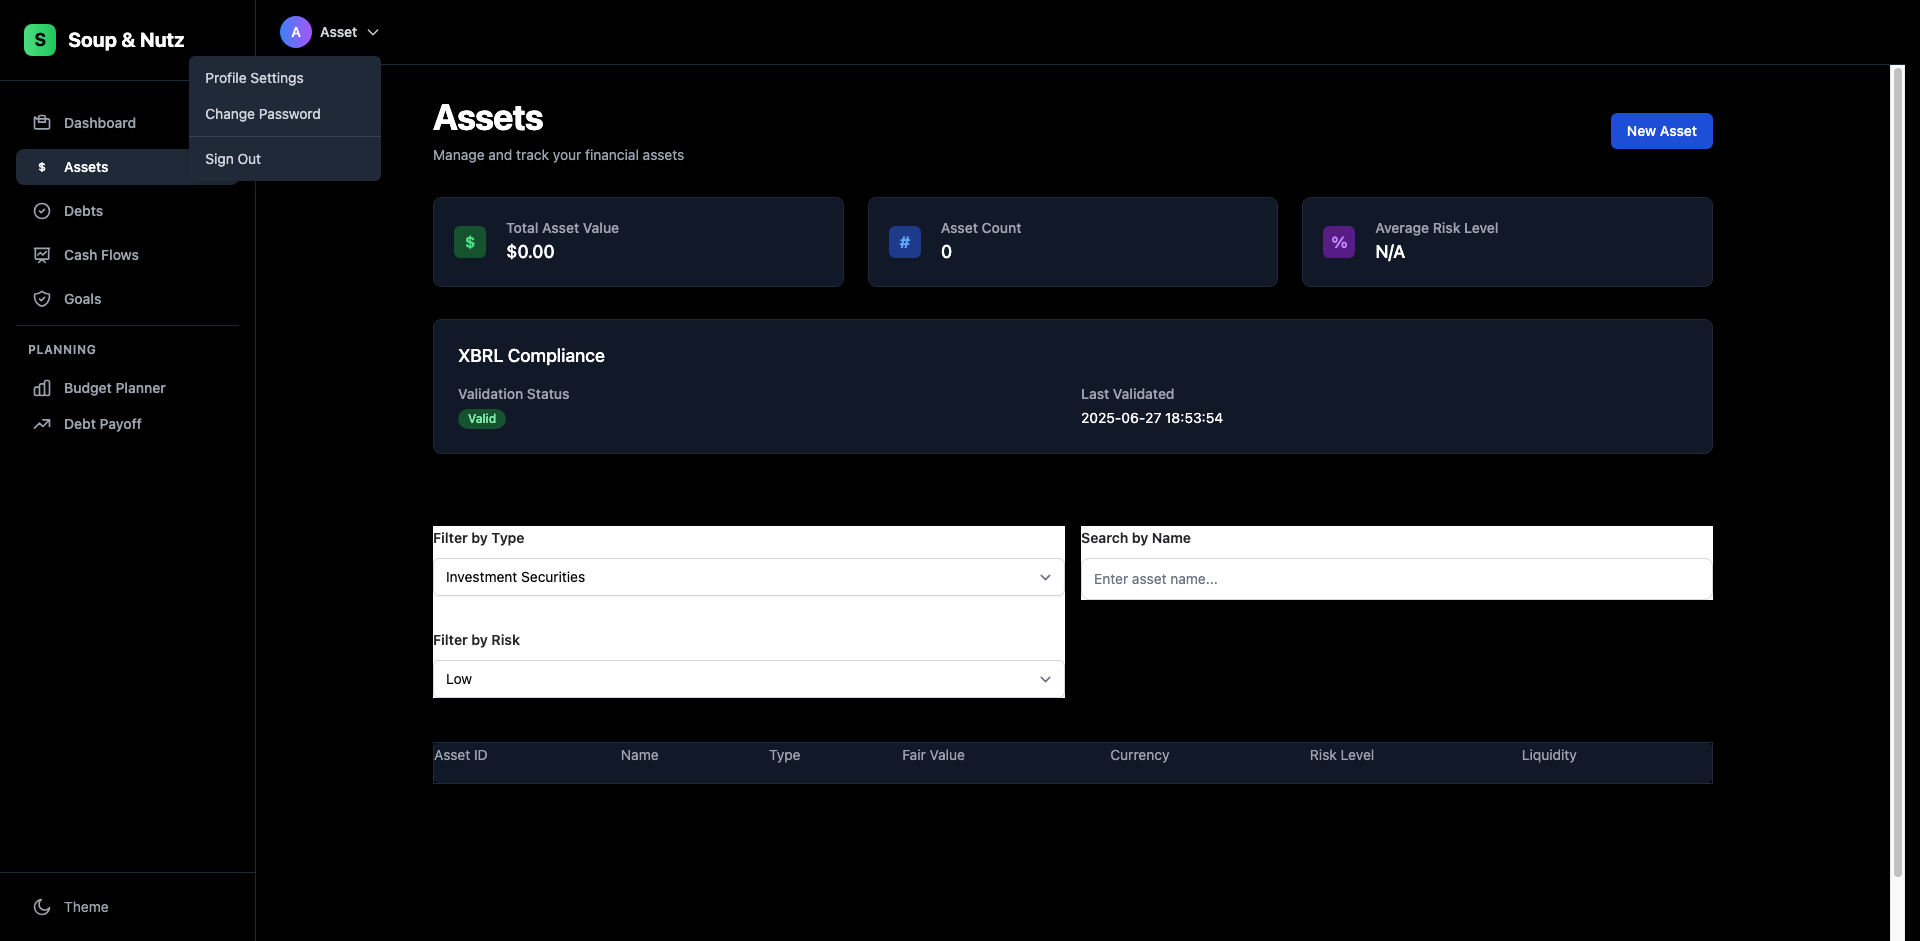 S Soup & Nutz
A Asset
Profile Settings
Change Password
Sign Out
Dashboard
$ Assets
Debts
Cash Flows
Goals
PLANNING
Budget Planner
Debt Payoff
Theme
Assets
Manage and track your financial assets
New Asset
$ Total Asset Value
$0.00
# Asset Count
0
% Average Risk Level
N/A
XBRL Compliance
Validation Status
Valid
Last Validated
2025-06-27 18:53:54
Filter by Type
Investment Securities
Search by Name
Enter asset name...
Filter by Risk
Low
Asset ID Name Type Fair Value Currency Risk Level Liquidity